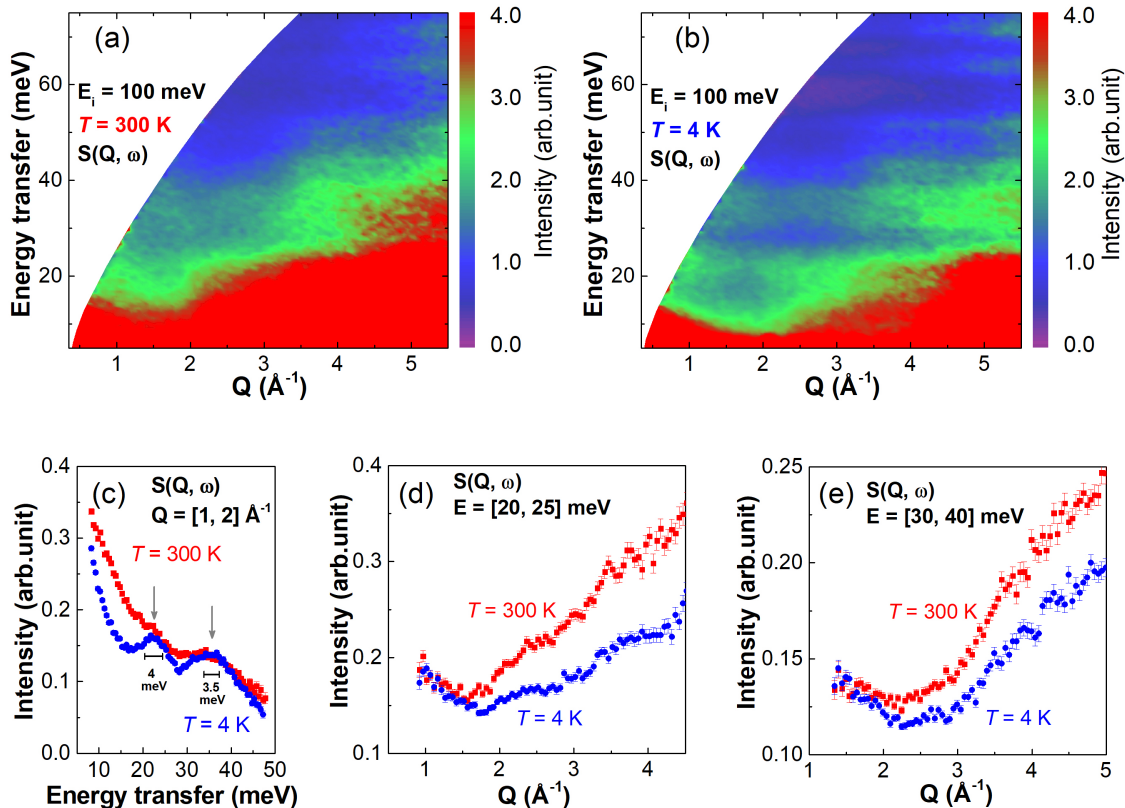 (a)
E_i = 100 meV
T = 300 K
S(Q, ω)
Energy transfer (meV)
60
40
20
1 2 3 4 5
Q (Å⁻¹)
4.0
3.0
2.0
1.0
0.0
Intensity (arb.unit)
(b)
E_i = 100 meV
T = 4 K
S(Q, ω)
Energy transfer (meV)
60
40
20
1 2 3 4 5
Q (Å⁻¹)
4.0
3.0
2.0
1.0
0.0
Intensity (arb.unit)
(c)
S(Q, ω)
Q = [1, 2] Å⁻¹
T = 300 K
4
meV
3.5
meV
T = 4 K
Intensity (arb.unit)
0.4
0.3
0.2
0.1
0.0
10 20 30 40 50
Energy transfer (meV)
(d)
S(Q, ω)
E = [20, 25] meV
T = 300 K
T = 4 K
Intensity (arb.unit)
0.4
0.3
0.2
0.1
1 2 3 4
Q (Å⁻¹)
(e)
S(Q, ω)
E = [30, 40] meV
T = 300 K
T = 4 K
Intensity (arb.unit)
0.25
0.20
0.15
0.10
1 2 3 4 5
Q (Å⁻¹)